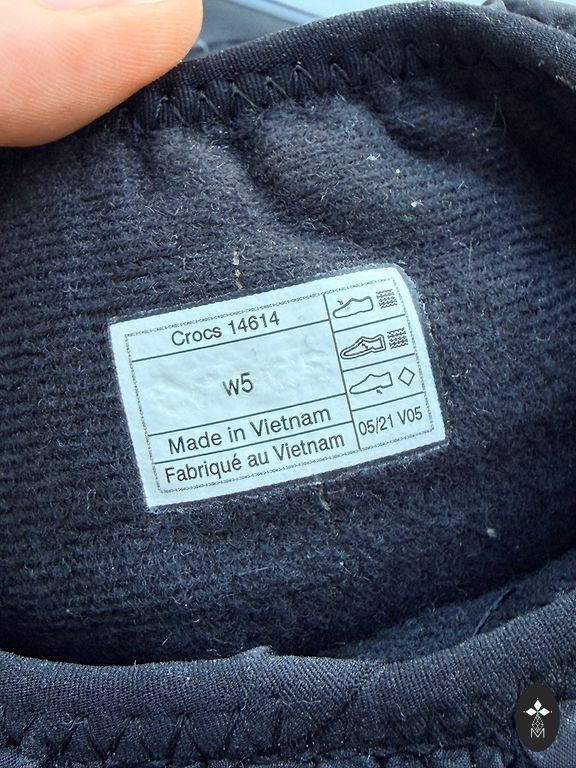 Crocs 14614
W5
Made in Vietnam
Fabriqué au Vietnam
05/21 V05
M